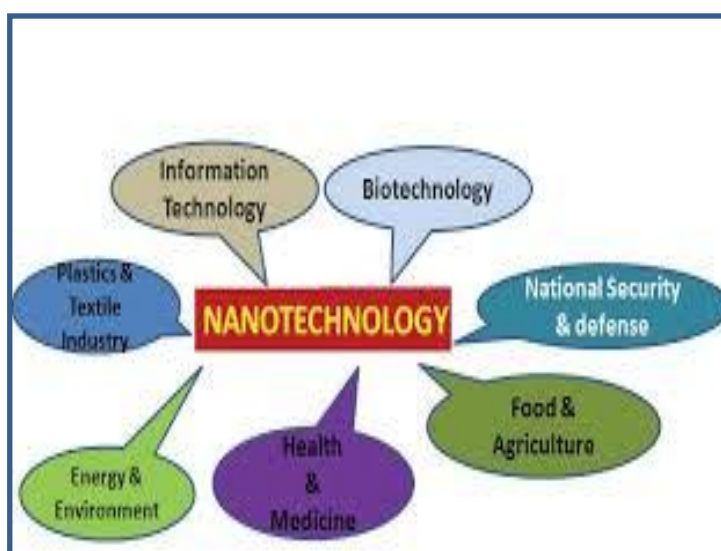 Information
Technology
Biotechnology
Plastics &
Textile
Industry
NANOTECHNOLOGY
National Security
& defense
Food &
Agriculture
Energy &
Environment
Health
&
Medicine